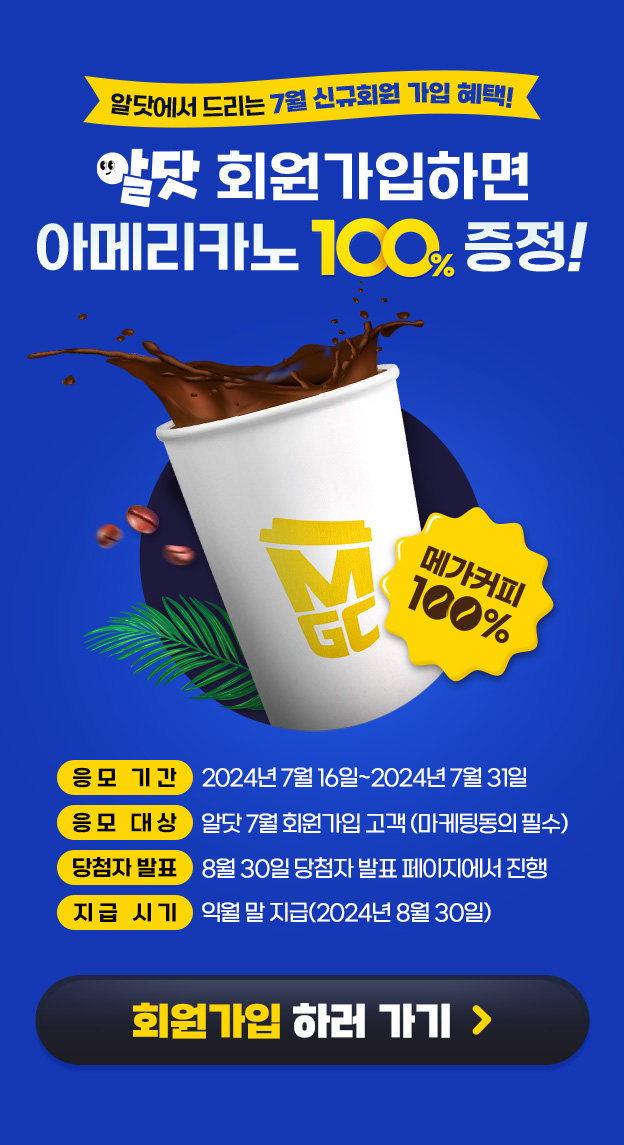 알닷에서 드리는 7월 신규회원 가입 혜택!
알닷 회원가입하면
아메리카노 100% 증정!
MGC
메가커피
100%
응모 기간 2024년 7월 16일~2024년 7월 31일
응모 대상 알닷 7월 회원가입 고객 (마케팅동의 필수)
당첨자 발표 8월 30일 당첨자 발표 페이지에서 진행
지급 시기 익월 말 지급(2024년 8월 30일)
회원가입 하러 가기 >